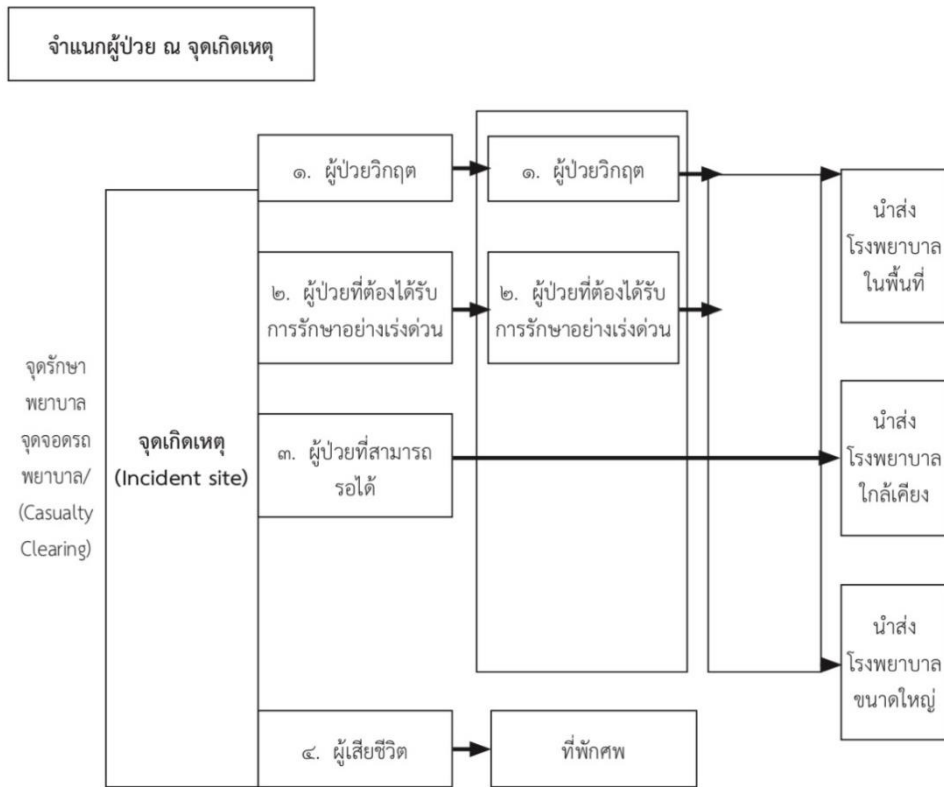 จำแนกผู้ป่วย ณ จุดเกิดเหตุ
จุดรักษา
พยาบาล
จุดจอดรถ
พยาบาล/
(Casualty
Clearing)
จุดเกิดเหตุ
(Incident site)
๑. ผู้ป่วยวิกฤต
๒. ผู้ป่วยที่ต้องได้รับ
การรักษาอย่างเร่งด่วน
๓. ผู้ป่วยที่สามารถ
รอได้
๔. ผู้เสียชีวิต
๑. ผู้ป่วยวิกฤต
๒. ผู้ป่วยที่ต้องได้รับ
การรักษาอย่างเร่งด่วน
ที่พักศพ
นำส่ง
โรงพยาบาล
ในพื้นที่
นำส่ง
โรงพยาบาล
ใกล้เคียง
นำส่ง
โรงพยาบาล
ขนาดใหญ่